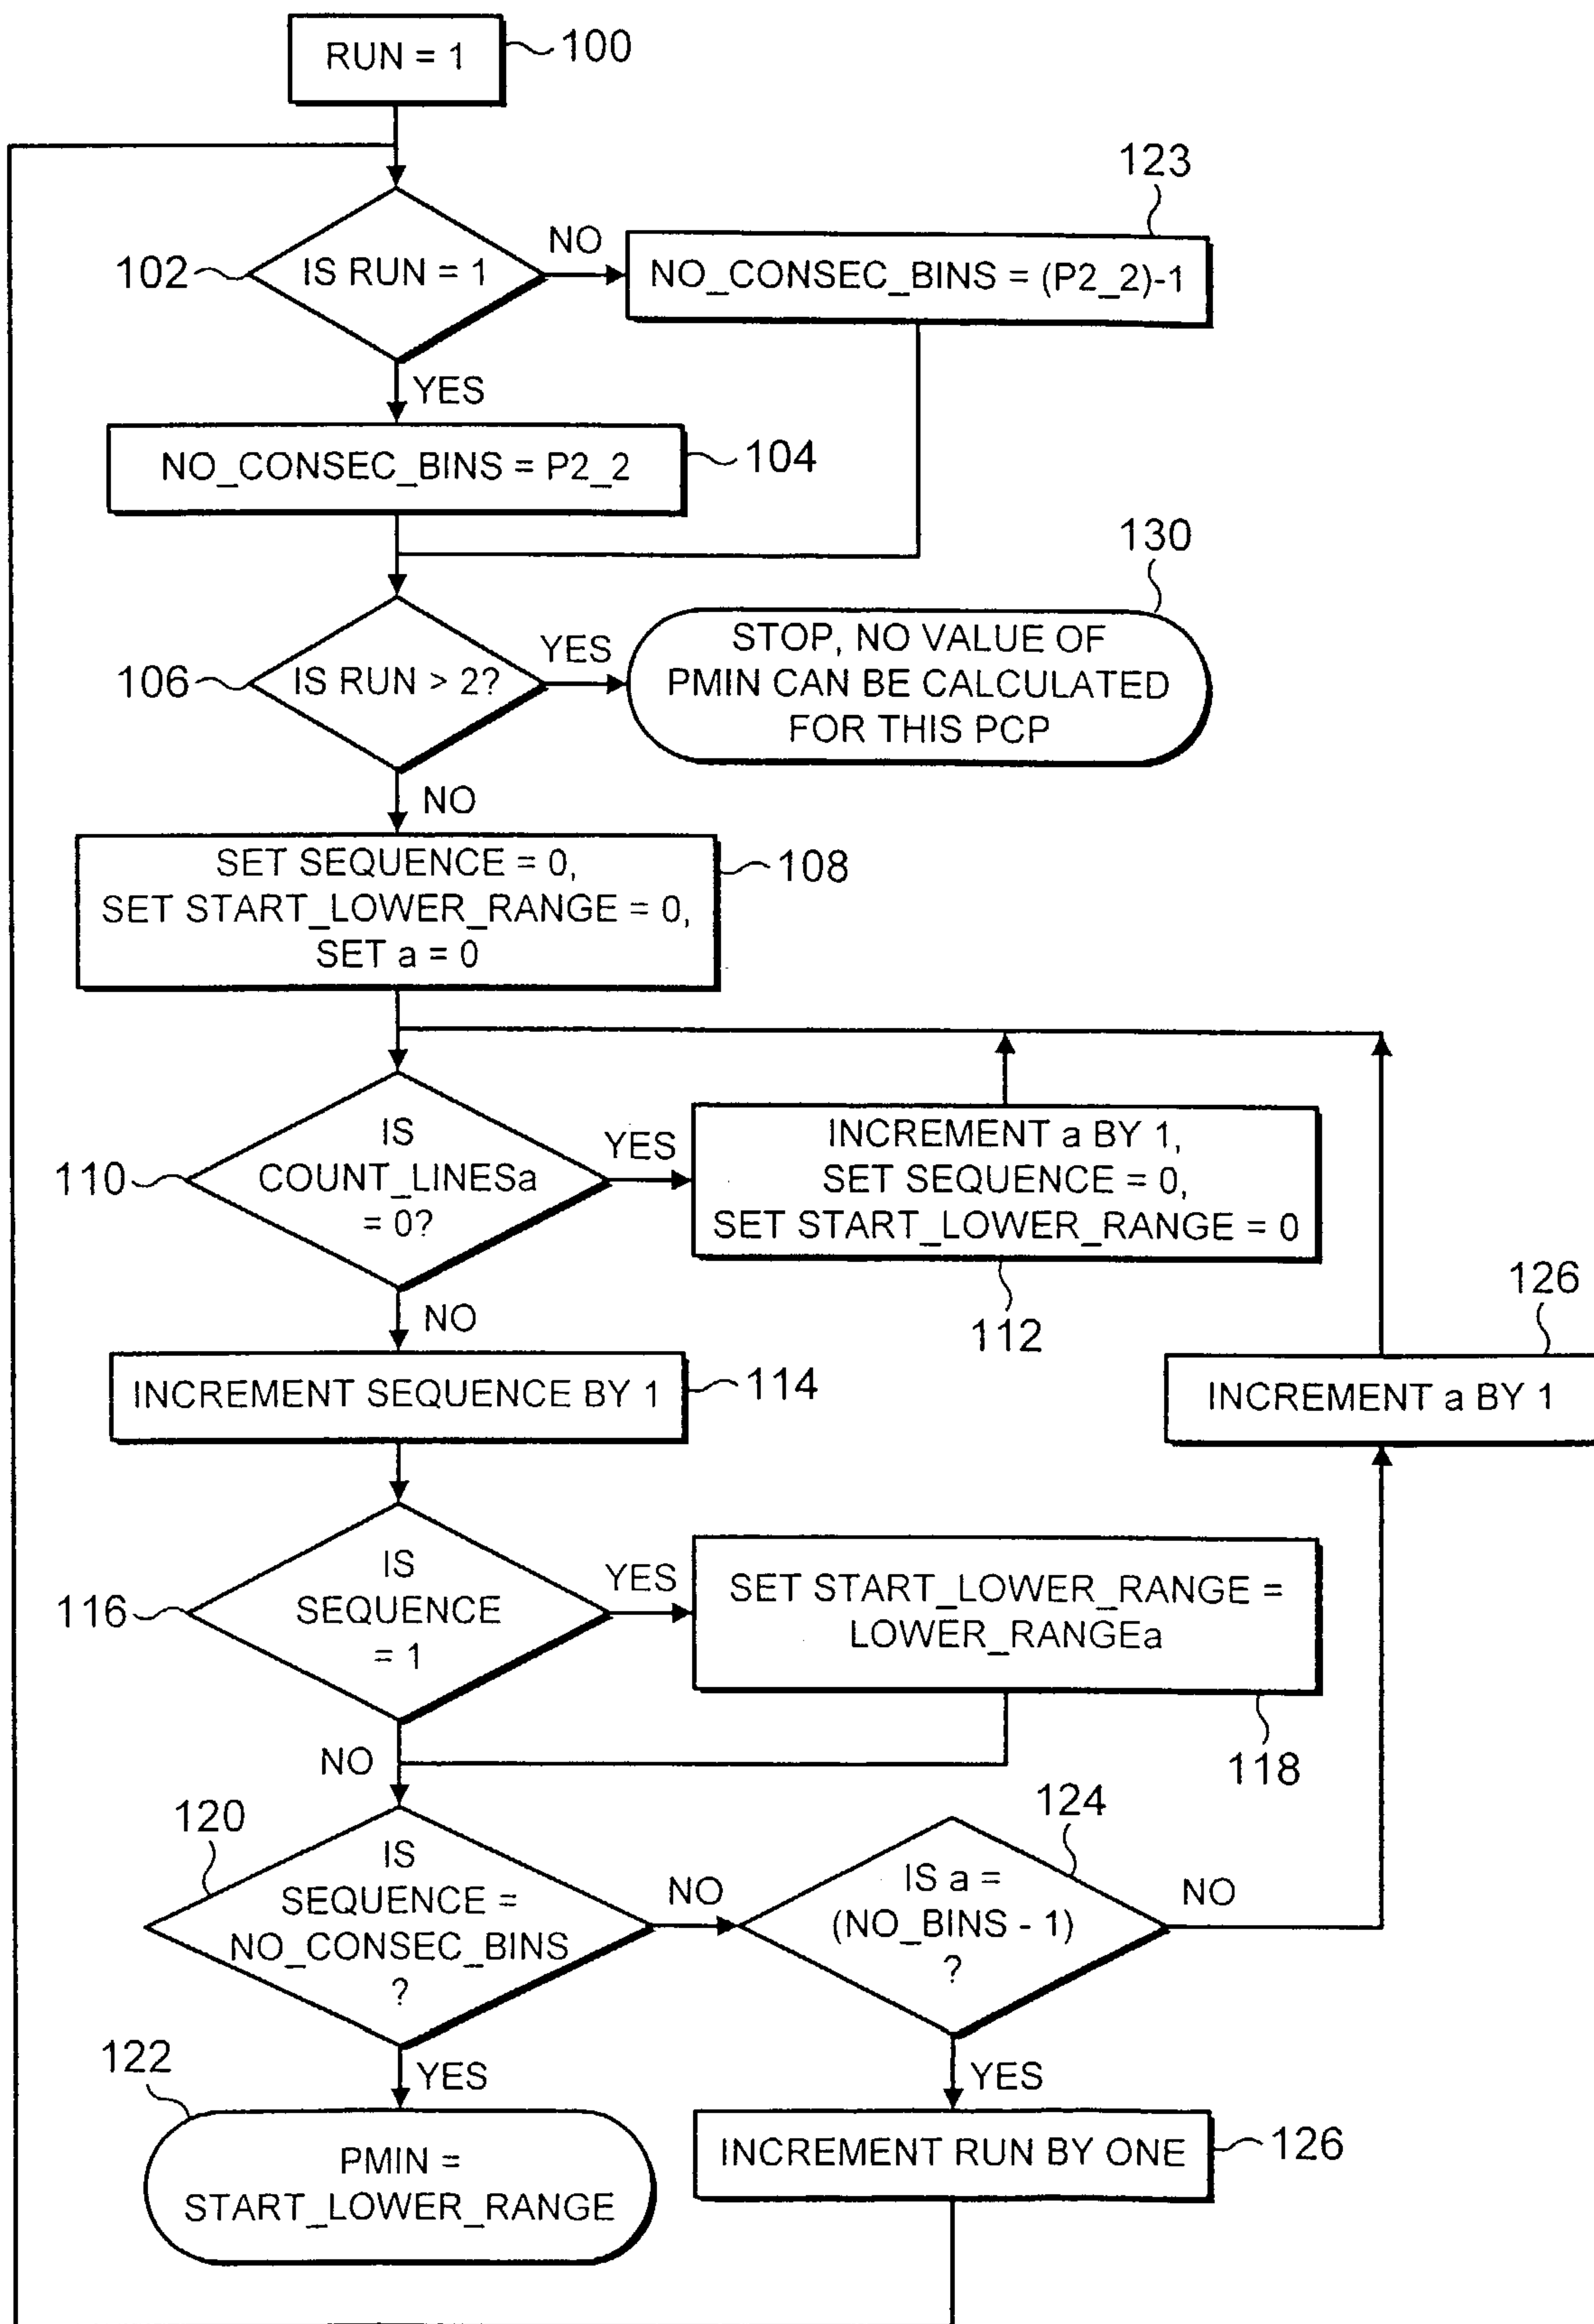 RUN = 1
100
123
102
IS RUN = 1
NO
NO_CONSEC_BINS = (P2_2)-1
YES
NO_CONSEC_BINS = P2_2
104
130
106
IS RUN > 2?
YES
STOP, NO VALUE OF
PMIN CAN BE CALCULATED
FOR THIS PCP
NO
SET SEQUENCE = 0,
SET START_LOWER_RANGE = 0,
SET a = 0
108
110
IS
COUNT_LINESa
= 0?
YES
INCREMENT a BY 1,
SET SEQUENCE = 0,
SET START_LOWER_RANGE = 0
112
NO
126
INCREMENT a BY 1
INCREMENT SEQUENCE BY 1
114
116
IS
SEQUENCE
= 1
YES
SET START_LOWER_RANGE =
LOWER_RANGEa
118
NO
120
IS
SEQUENCE =
NO_CONSEC_BINS
?
NO
124
IS a =
(NO_BINS - 1)
?
NO
122
YES
PMIN =
START_LOWER_RANGE
YES
INCREMENT RUN BY ONE
126